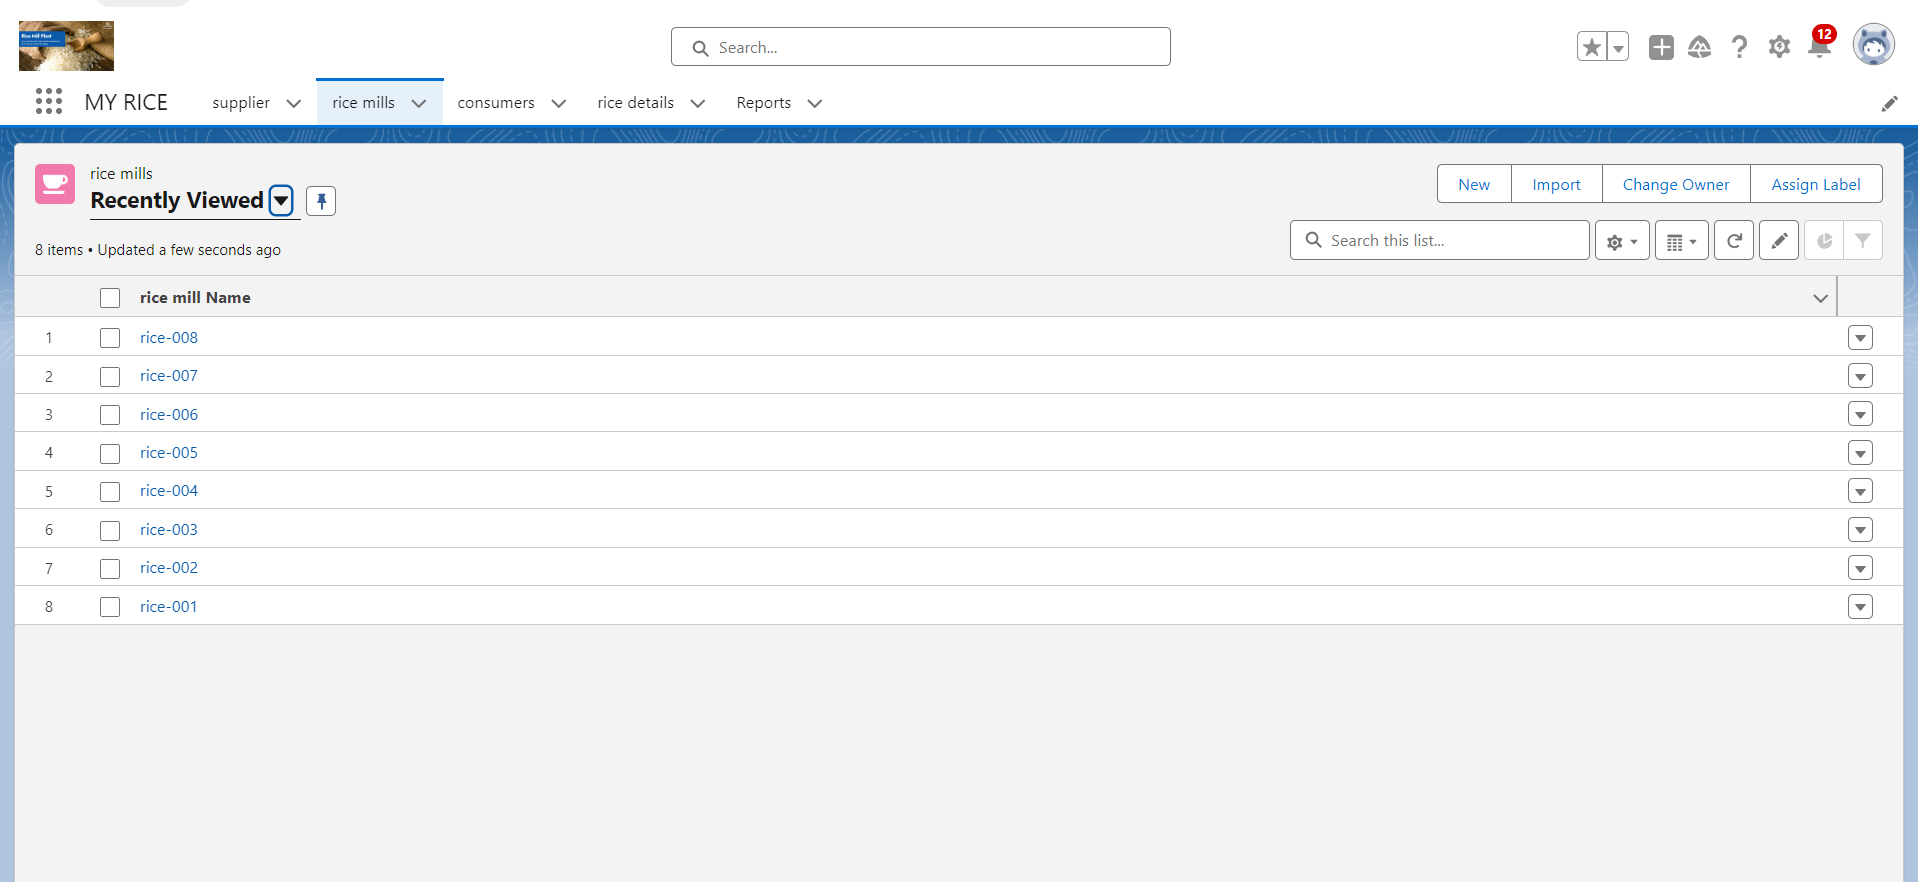 Rice Mill Plant
Search...
12
MY RICE
supplier
rice mills
consumers
rice details
Reports
rice mills
Recently Viewed
New
Import
Change Owner
Assign Label
8 items • Updated a few seconds ago
Search this list...
rice mill Name
1 rice-008
2 rice-007
3 rice-006
4 rice-005
5 rice-004
6 rice-003
7 rice-002
8 rice-001